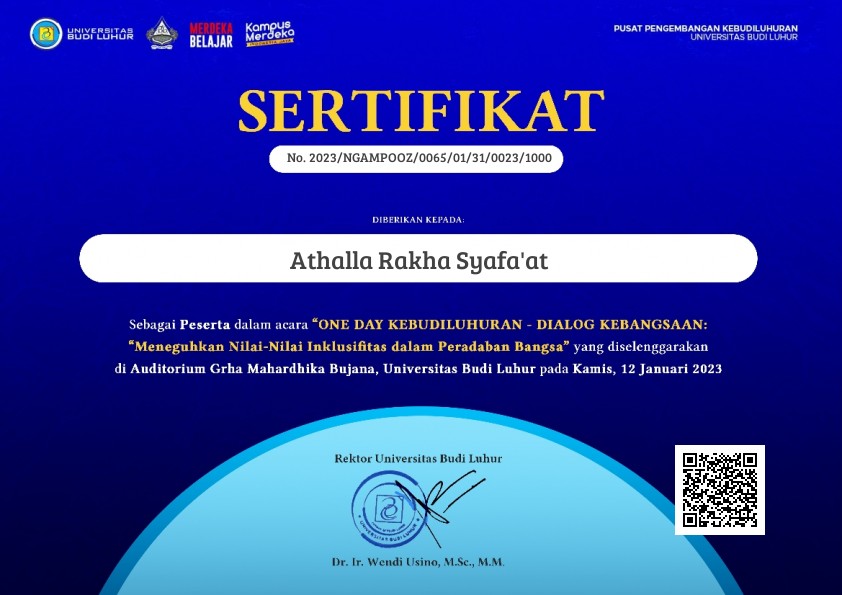 UNIVERSITAS
BUDI LUHUR
MERDEKA
BELAJAR
Kampus
Merdeka
INDONESIA JAYA
PUSAT PENGEMBANGAN KEBUDILUHURAN
UNIVERSITAS BUDI LUHUR
SERTIFIKAT
No. 2023/NGAMPOOZ/0065/01/31/0023/1000
DIBERIKAN KEPADA:
Athalla Rakha Syafa'at
Sebagai Peserta dalam acara “ONE DAY KEBUDILUHURAN - DIALOG KEBANGSAAN:
“Meneguhkan Nilai-Nilai Inklusifitas dalam Peradaban Bangsa” yang diselenggarakan
di Auditorium Grha Mahardhika Bujana, Universitas Budi Luhur pada Kamis, 12 Januari 2023
Rektor Universitas Budi Luhur
UNIVERSITAS BUDI LUHUR
Dr. Ir. Wendi Usino, M.Sc., M.M.